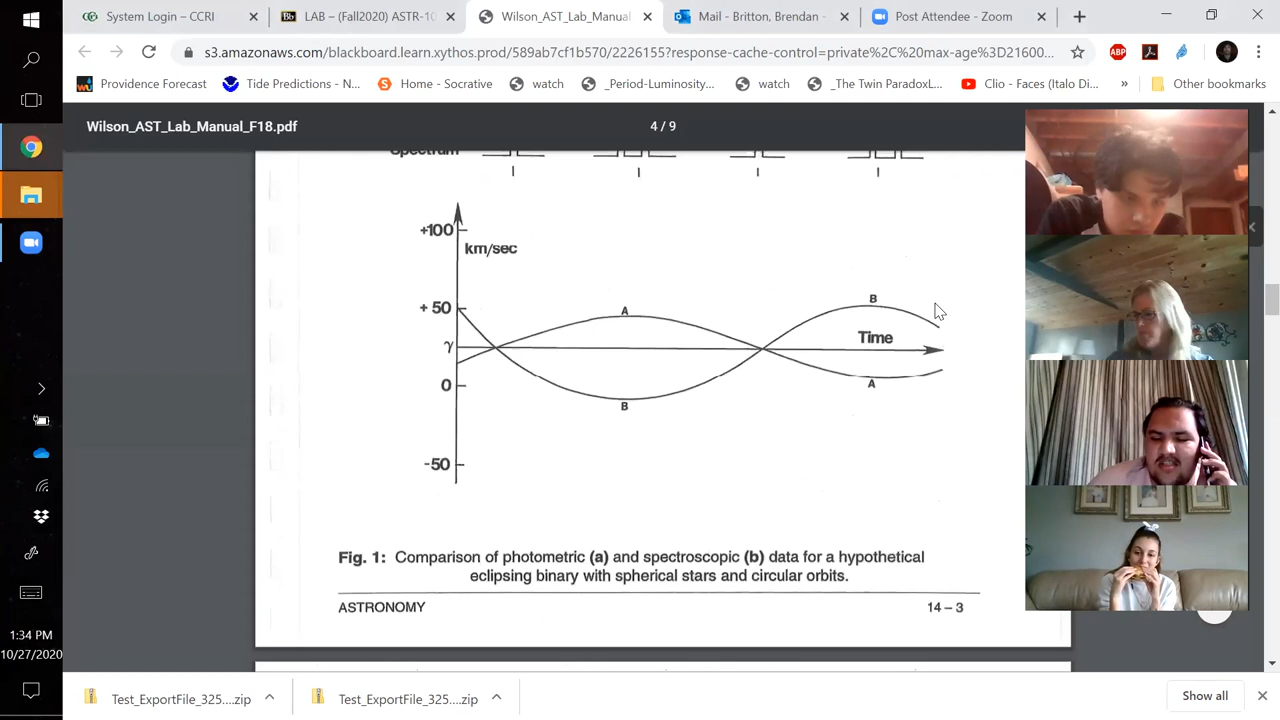 System Login – CCRI
LAB – (Fall2020) ASTR-10
Wilson_AST_Lab_Manual
Mail - Britton, Brendan -
Post Attendee - Zoom
s3.amazonaws.com/blackboard.learn.xythos.prod/589ab7cf1b570/2226155?response-cache-control=private%2C%20max-age%3D21600...
ABP
Providence Forecast
Tide Predictions - N...
Home - Socrative
watch
_Period-Luminosity...
watch
_The Twin ParadoxL...
Clio - Faces (Italo Di...
»
Other bookmarks
Wilson_AST_Lab_Manual_F18.pdf
4 / 9
Spectrum
+100
km/sec
+ 50
A
B
Time
γ
0
B
A
-50
Fig. 1: Comparison of photometric (a) and spectroscopic (b) data for a hypothetical
eclipsing binary with spherical stars and circular orbits.
ASTRONOMY
14 – 3
1:34 PM
10/27/2020
Test_ExportFile_325....zip
Test_ExportFile_325....zip
Show all